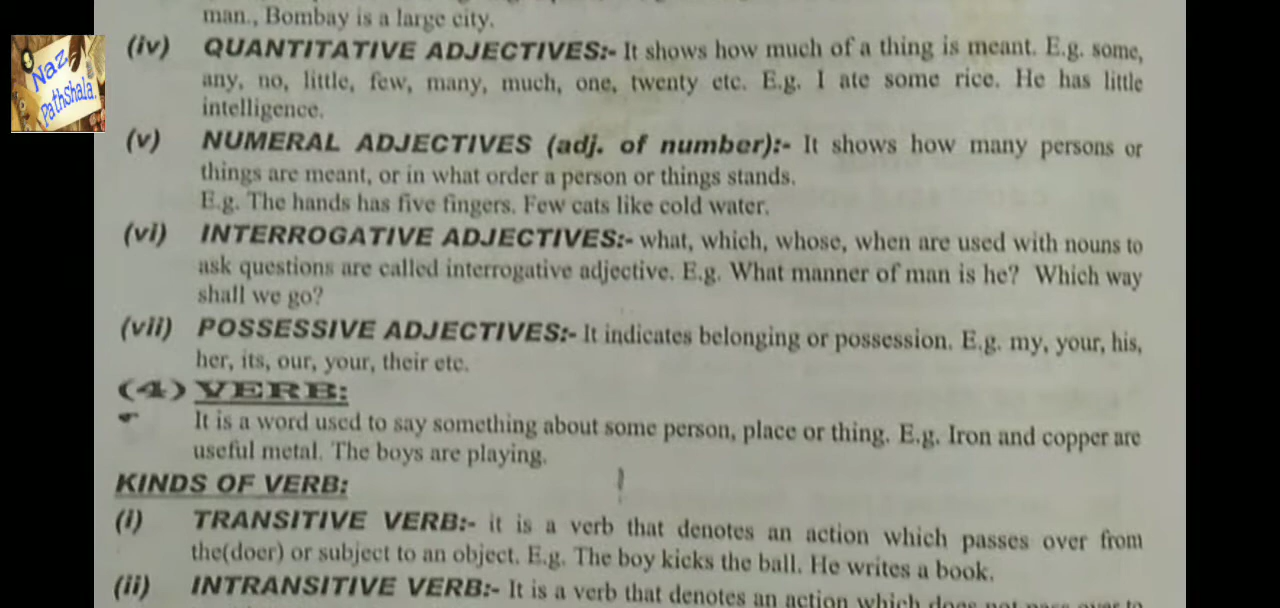 man., Bombay is a large city.
Naz
PathShala.
(iv) QUANTITATIVE ADJECTIVES:- It shows how much of a thing is meant. E.g. some,
any, no, little, few, many, much, one, twenty etc. E.g. I ate some rice. He has little
intelligence.
(v) NUMERAL ADJECTIVES (adj. of number):- It shows how many persons or
things are meant, or in what order a person or things stands.
E.g. The hands has five fingers. Few cats like cold water.
(vi) INTERROGATIVE ADJECTIVES:- what, which, whose, when are used with nouns to
ask questions are called interrogative adjective. E.g. What manner of man is he? Which way
shall we go?
(vii) POSSESSIVE ADJECTIVES:- It indicates belonging or possession. E.g. my, your, his,
her, its, our, your, their etc.
(4) VERB:
It is a word used to say something about some person, place or thing. E.g. Iron and copper are
useful metal. The boys are playing.
KINDS OF VERB:
(i) TRANSITIVE VERB:- it is a verb that denotes an action which passes over from
the(doer) or subject to an object. E.g. The boy kicks the ball. He writes a book.
(ii) INTRANSITIVE VERB:- It is a verb that denotes an action which does not pass over to